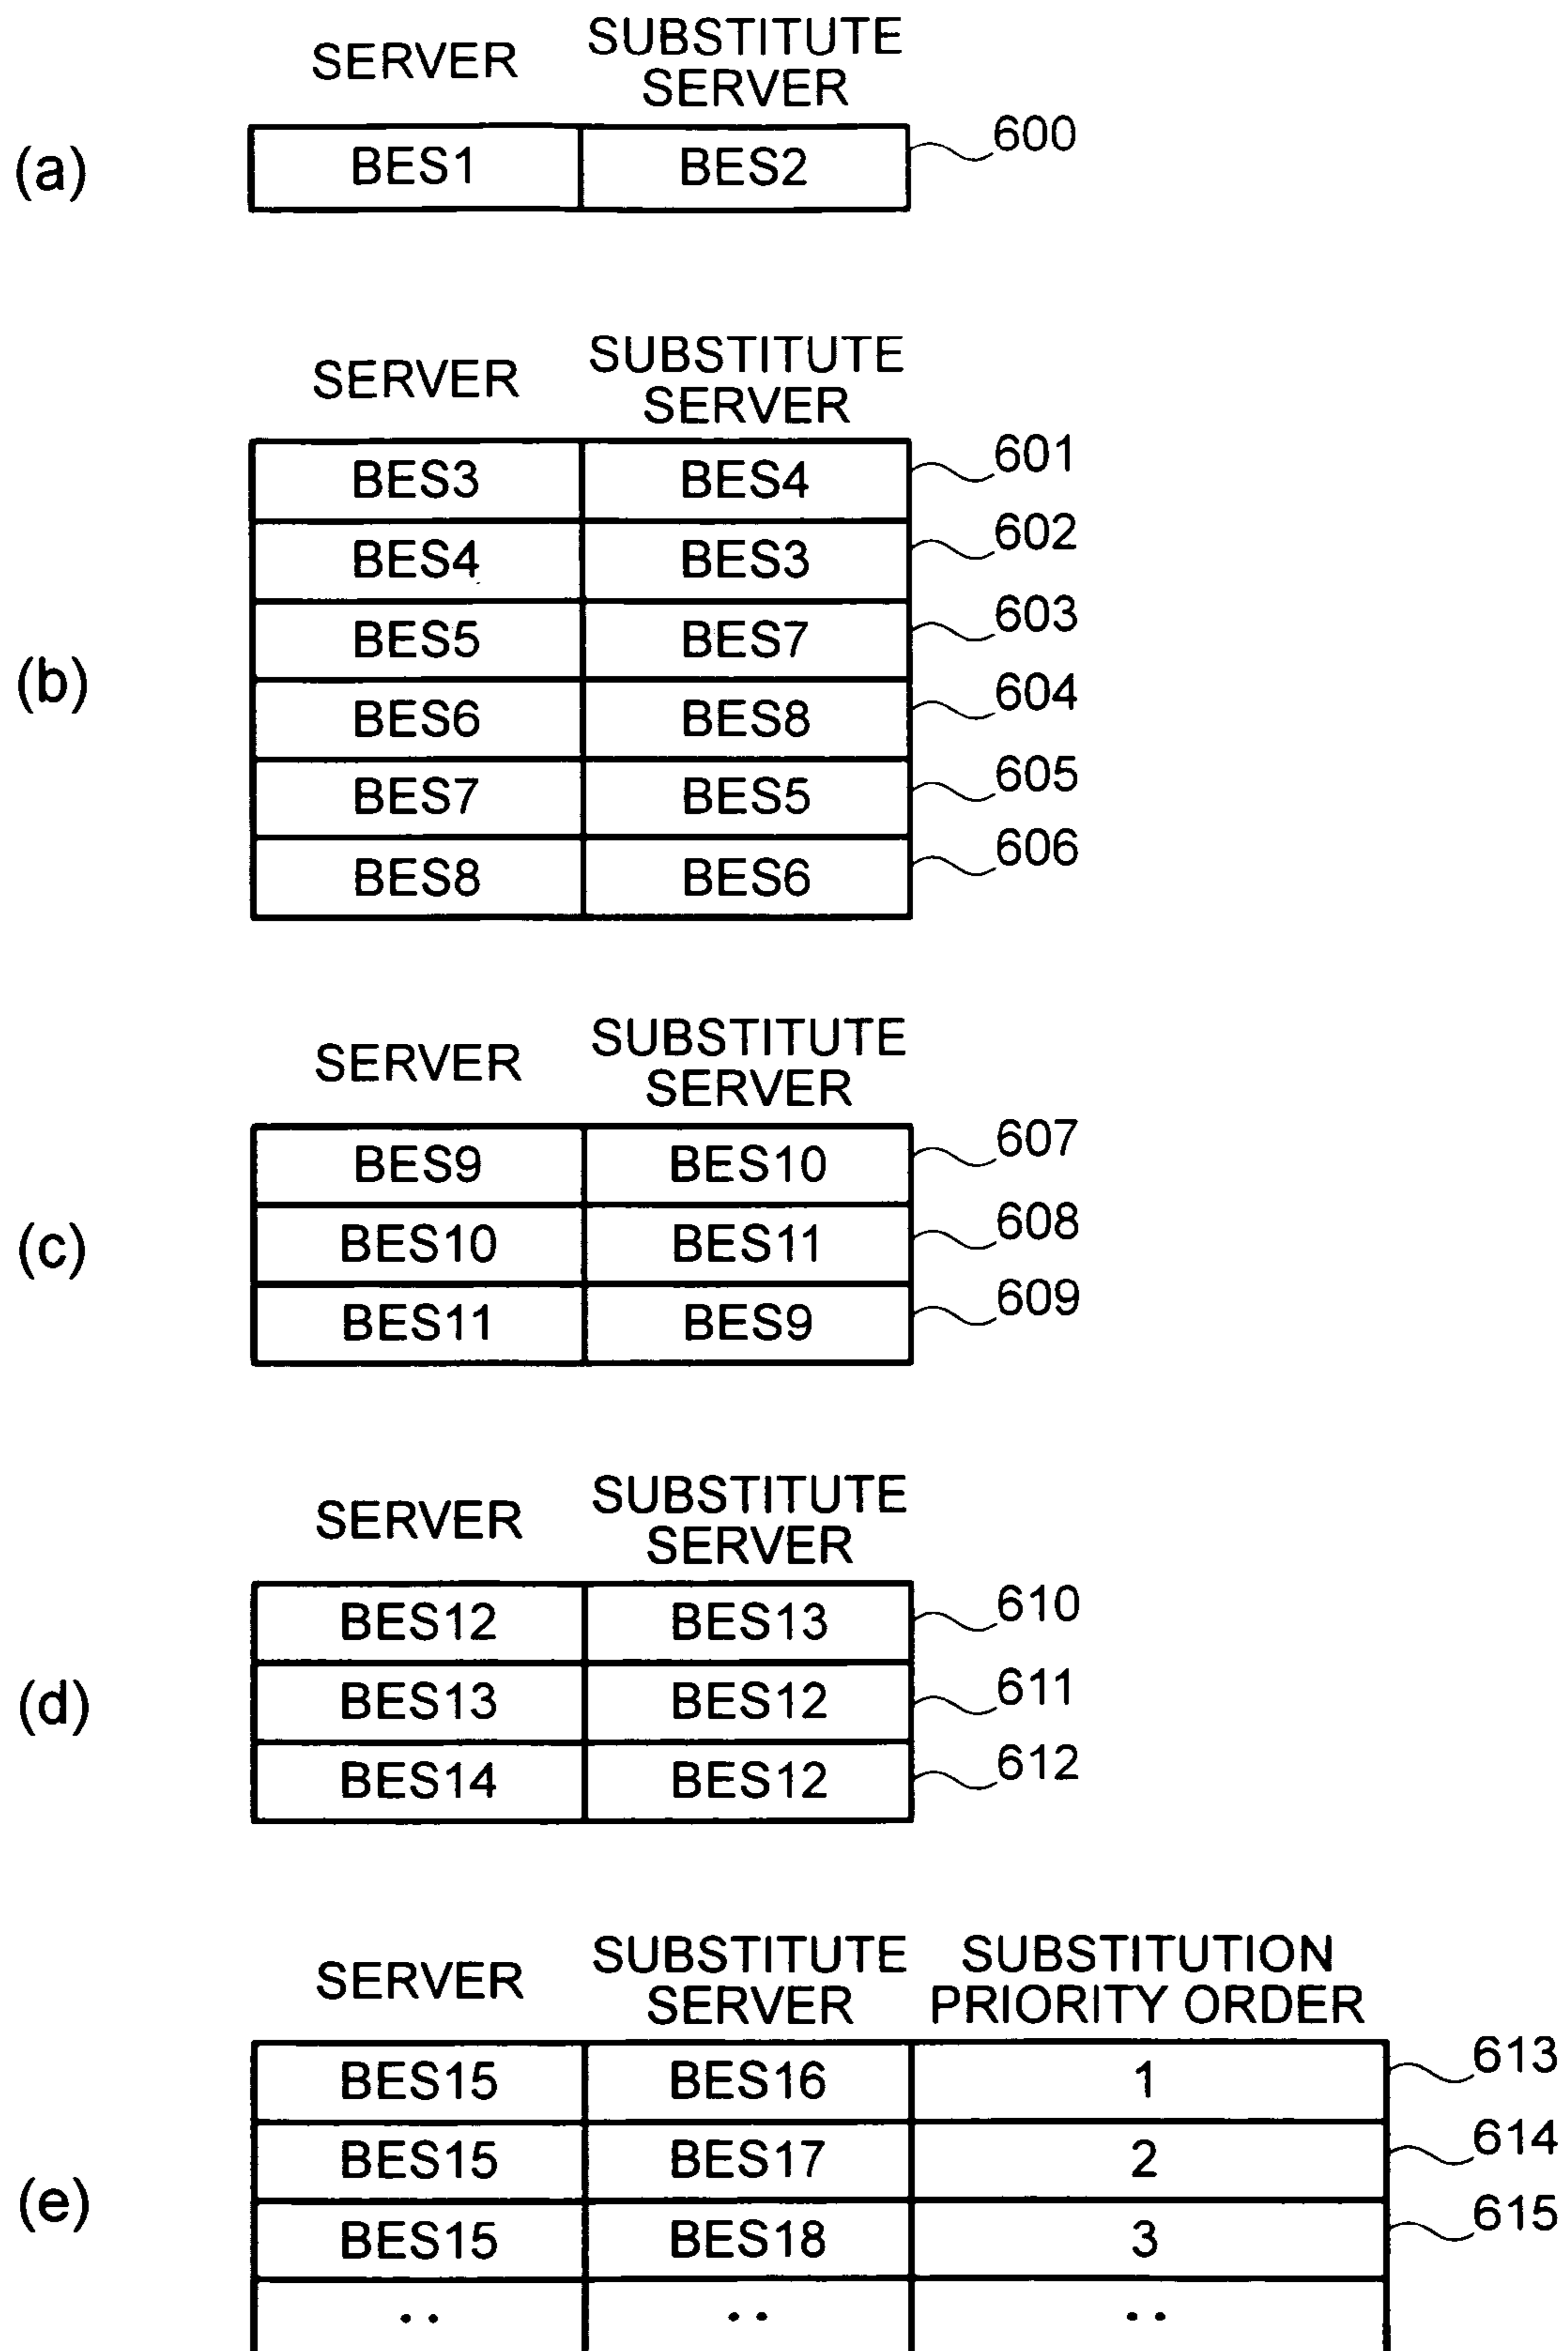 SERVER
SUBSTITUTE
SERVER
(a)
BES1 BES2 600
SERVER
SUBSTITUTE
SERVER
(b)
BES3 BES4 601
BES4 BES3 602
BES5 BES7 603
BES6 BES8 604
BES7 BES5 605
BES8 BES6 606
SERVER
SUBSTITUTE
SERVER
(c)
BES9 BES10 607
BES10 BES11 608
BES11 BES9 609
SERVER
SUBSTITUTE
SERVER
(d)
BES12 BES13 610
BES13 BES12 611
BES14 BES12 612
SERVER
SUBSTITUTE
SERVER
SUBSTITUTION
PRIORITY ORDER
(e)
BES15 BES16 1 613
BES15 BES17 2 614
BES15 BES18 3 615
.. .. ..